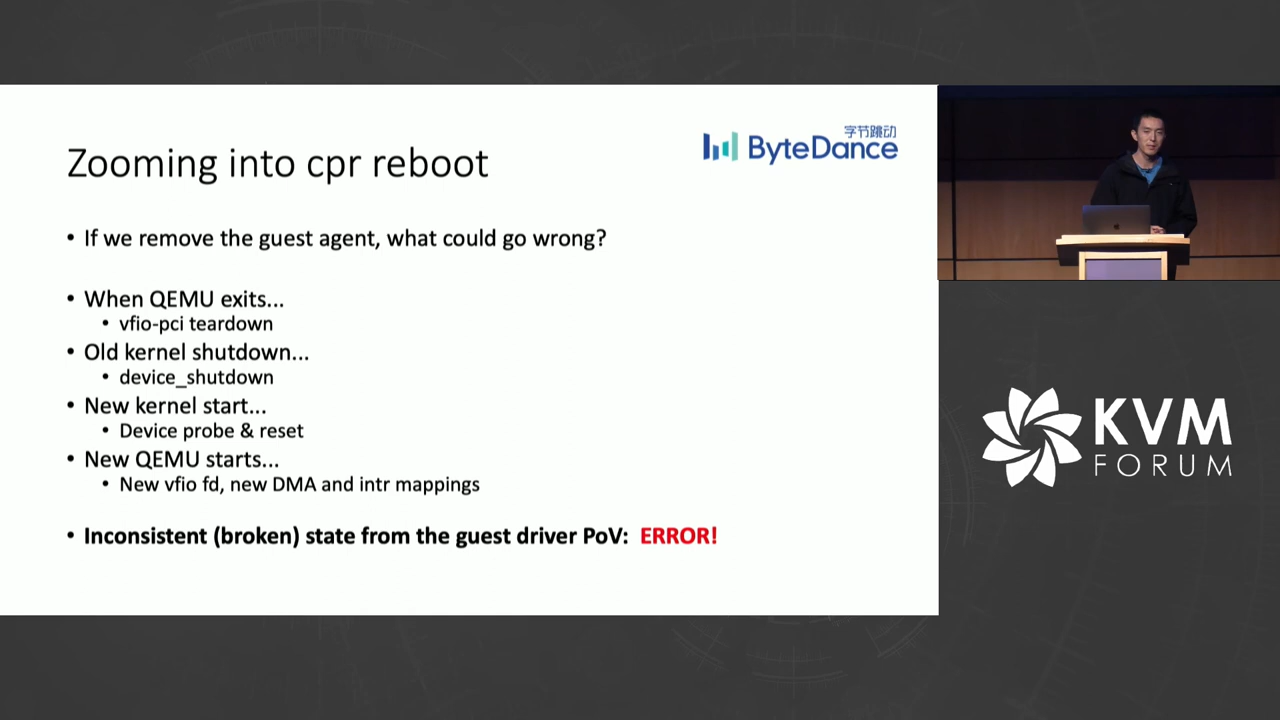 字节跳动
ByteDance
Zooming into cpr reboot
• If we remove the guest agent, what could go wrong?
• When QEMU exits...
• vfio-pci teardown
• Old kernel shutdown...
• device_shutdown
• New kernel start...
• Device probe & reset
• New QEMU starts...
• New vfio fd, new DMA and intr mappings
• Inconsistent (broken) state from the guest driver PoV: ERROR!
KVM
FORUM